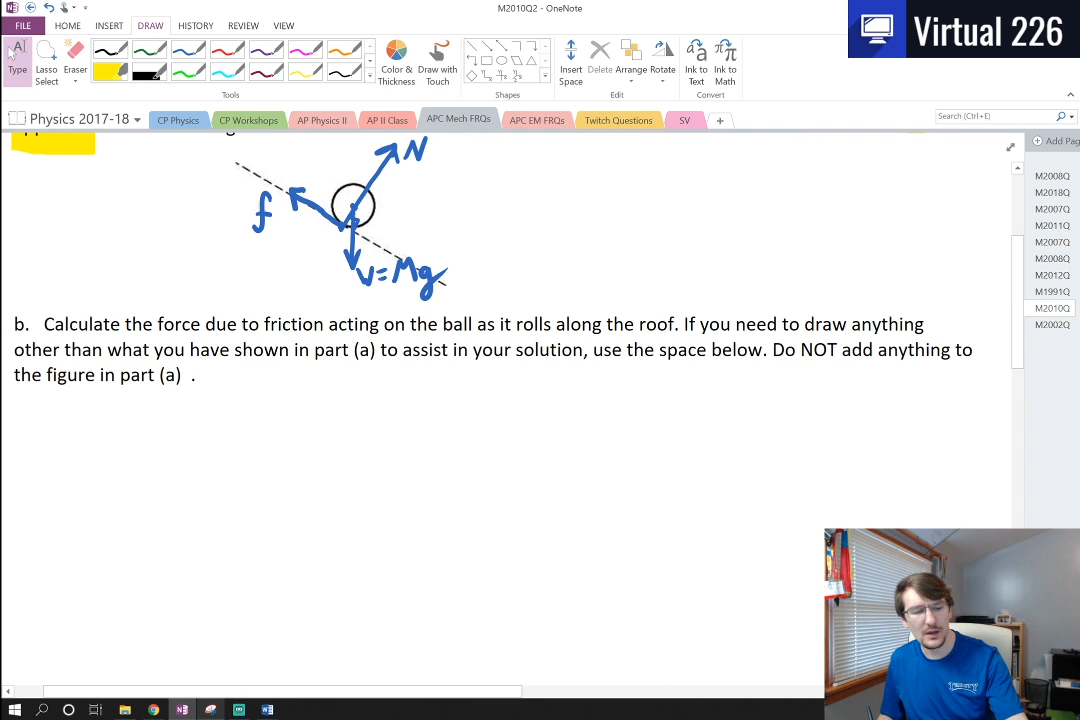 M2010Q2 - OneNote
FILE HOME INSERT DRAW HISTORY REVIEW VIEW
Virtual 226
Type
Lasso Select
Eraser
Color & Thickness
Draw with Touch
Insert Space
Delete
Arrange
Rotate
Ink to Text
Ink to Math
Tools
Shapes
Edit
Convert
Physics 2017-18
CP Physics
CP Workshops
AP Physics II
AP II Class
APC Mech FRQs
APC EM FRQs
Twitch Questions
SV
Search (Ctrl+E)
Add Pag
N
f
W=Mg
M2008Q
M2018Q
M2007Q
M2011Q
M2007Q
M2008Q
M2012Q
M1991Q
M2010Q
M2002Q
b. Calculate the force due to friction acting on the ball as it rolls along the roof. If you need to draw anything
other than what you have shown in part (a) to assist in your solution, use the space below. Do NOT add anything to
the figure in part (a) .